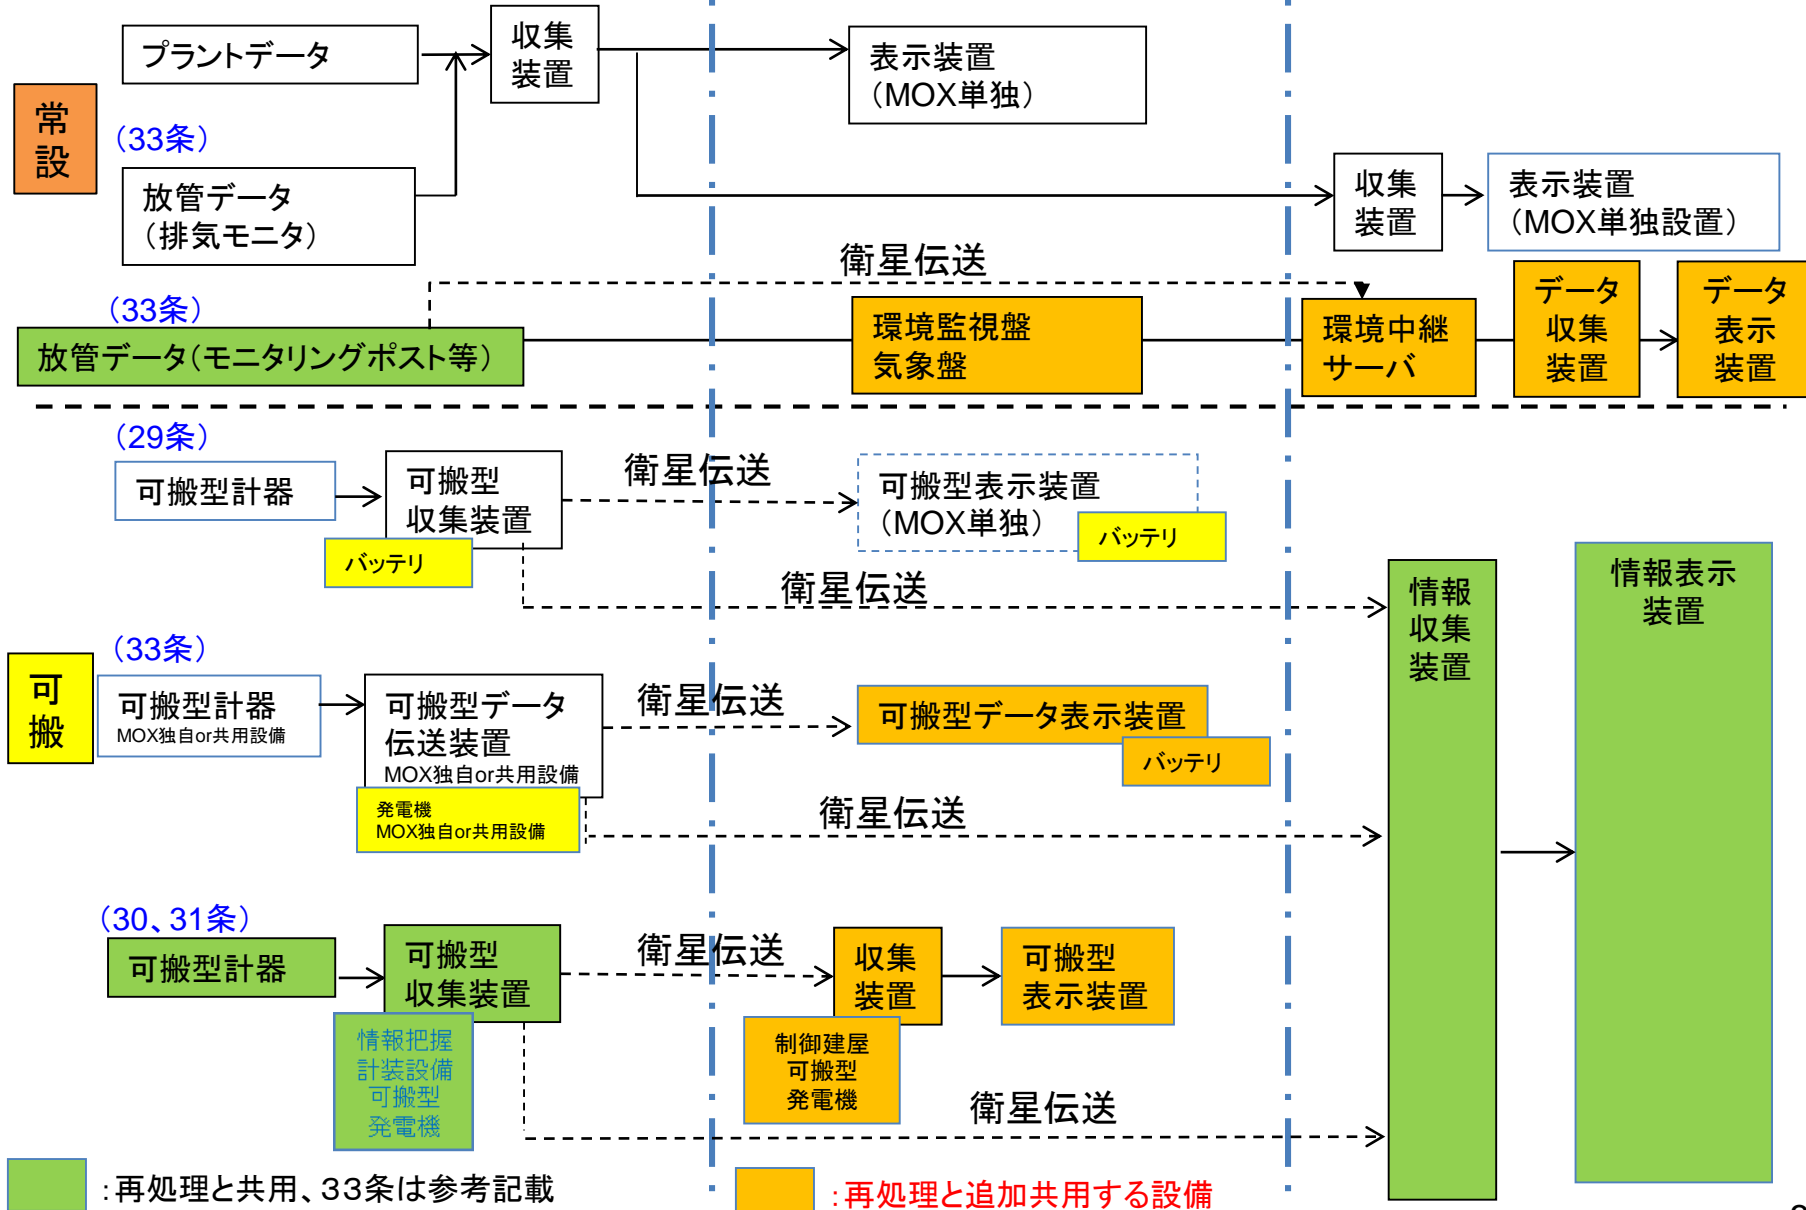 プラントデータ
収集
装置
表示装置
（MOX単独）
常
設
（33条）
放管データ
（排気モニタ）
収集
装置
表示装置
（MOX単独設置）
衛星伝送
（33条）
放管データ（モニタリングポスト等）
環境監視盤
気象盤
環境中継
サーバ
データ
収集
装置
データ
表示
装置
（29条）
可搬型計器
可搬型
収集装置
バッテリ
衛星伝送
可搬型表示装置
（MOX単独）
バッテリ
衛星伝送
情報
収集
装置
情報表示
装置
可
搬
（33条）
可搬型計器
MOX独自or共用設備
可搬型データ
伝送装置
MOX独自or共用設備
発電機
MOX独自or共用設備
衛星伝送
可搬型データ表示装置
バッテリ
衛星伝送
（30、31条）
可搬型計器
可搬型
収集装置
情報把握
計装設備
可搬型
発電機
衛星伝送
収集
装置
可搬型
表示装置
制御建屋
可搬型
発電機
衛星伝送
：再処理と共用、33条は参考記載
：再処理と追加共用する設備